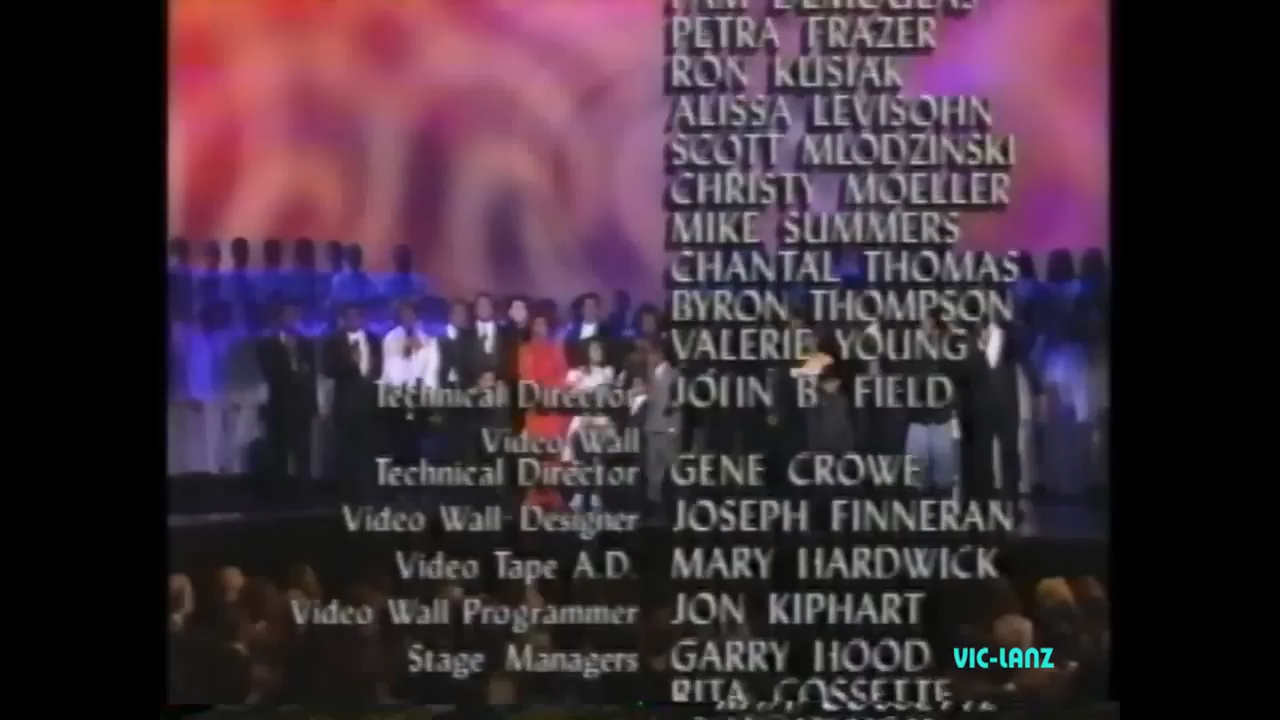 PETRA FRAZER
RON KUSIAK
ALISSA LEVISOHN
SCOTT MLODZINSKI
CHRISTY MOELLER
MIKE SUMMERS
CHANTAL THOMAS
BYRON THOMPSON
VALERIE YOUNG
Technical Director JOHN B FIELD
Video Wall
Technical Director GENE CROWE
Video Wall Designer JOSEPH FINNERAN
Video Tape A.D. MARY HARDWICK
Video Wall Programmer JON KIPHART
Stage Managers GARRY HOOD
RITA COSSETTE
VIC-LANZ